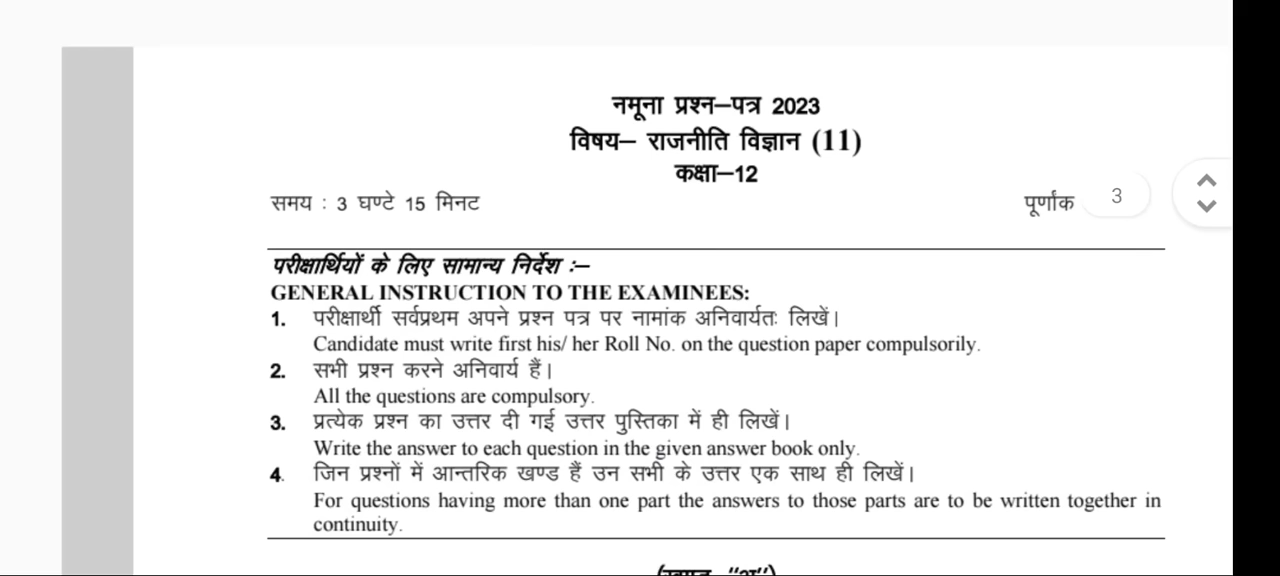 नमूना प्रश्न–पत्र 2023
विषय– राजनीति विज्ञान (11)
कक्षा–12
समय : 3 घण्टे 15 मिनट
पूर्णांक
3
परीक्षार्थियों के लिए सामान्य निर्देश :–
GENERAL INSTRUCTION TO THE EXAMINEES:
1. परीक्षार्थी सर्वप्रथम अपने प्रश्न पत्र पर नामांक अनिवार्यतः लिखें।
Candidate must write first his/ her Roll No. on the question paper compulsorily.
2. सभी प्रश्न करने अनिवार्य हैं।
All the questions are compulsory.
3. प्रत्येक प्रश्न का उत्तर दी गई उत्तर पुस्तिका में ही लिखें।
Write the answer to each question in the given answer book only.
4. जिन प्रश्नों में आन्तरिक खण्ड हैं उन सभी के उत्तर एक साथ ही लिखें।
For questions having more than one part the answers to those parts are to be written together in
continuity.